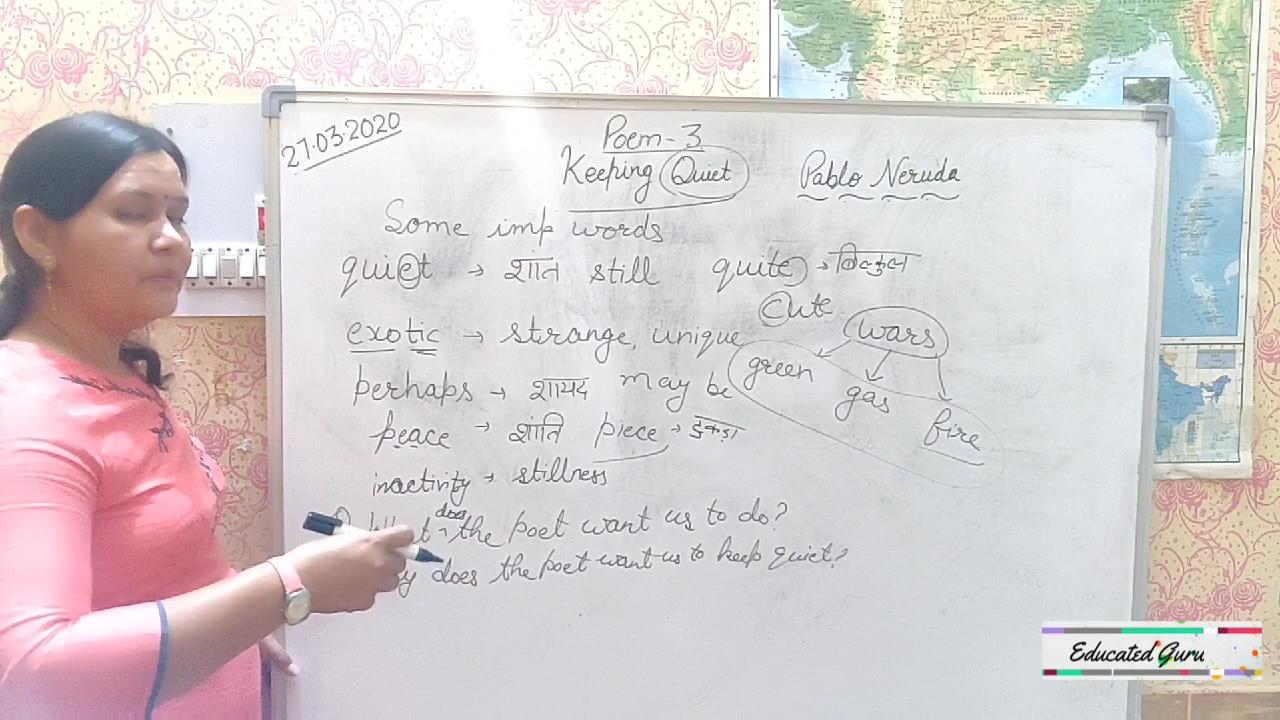 27.03.2020
Poem-3
Keeping Quiet Pablo Neruda
Some imp words
quiet → शांत still quite → बिल्कुल
Cute
exotic → strange, unique
wars
green gas fire
perhaps → शायद may be
peace → शांति piece → टुकड़ा
inactivity → stillness
does
the poet want us to do?
does the poet want us to keep quiet?
Educated Guru